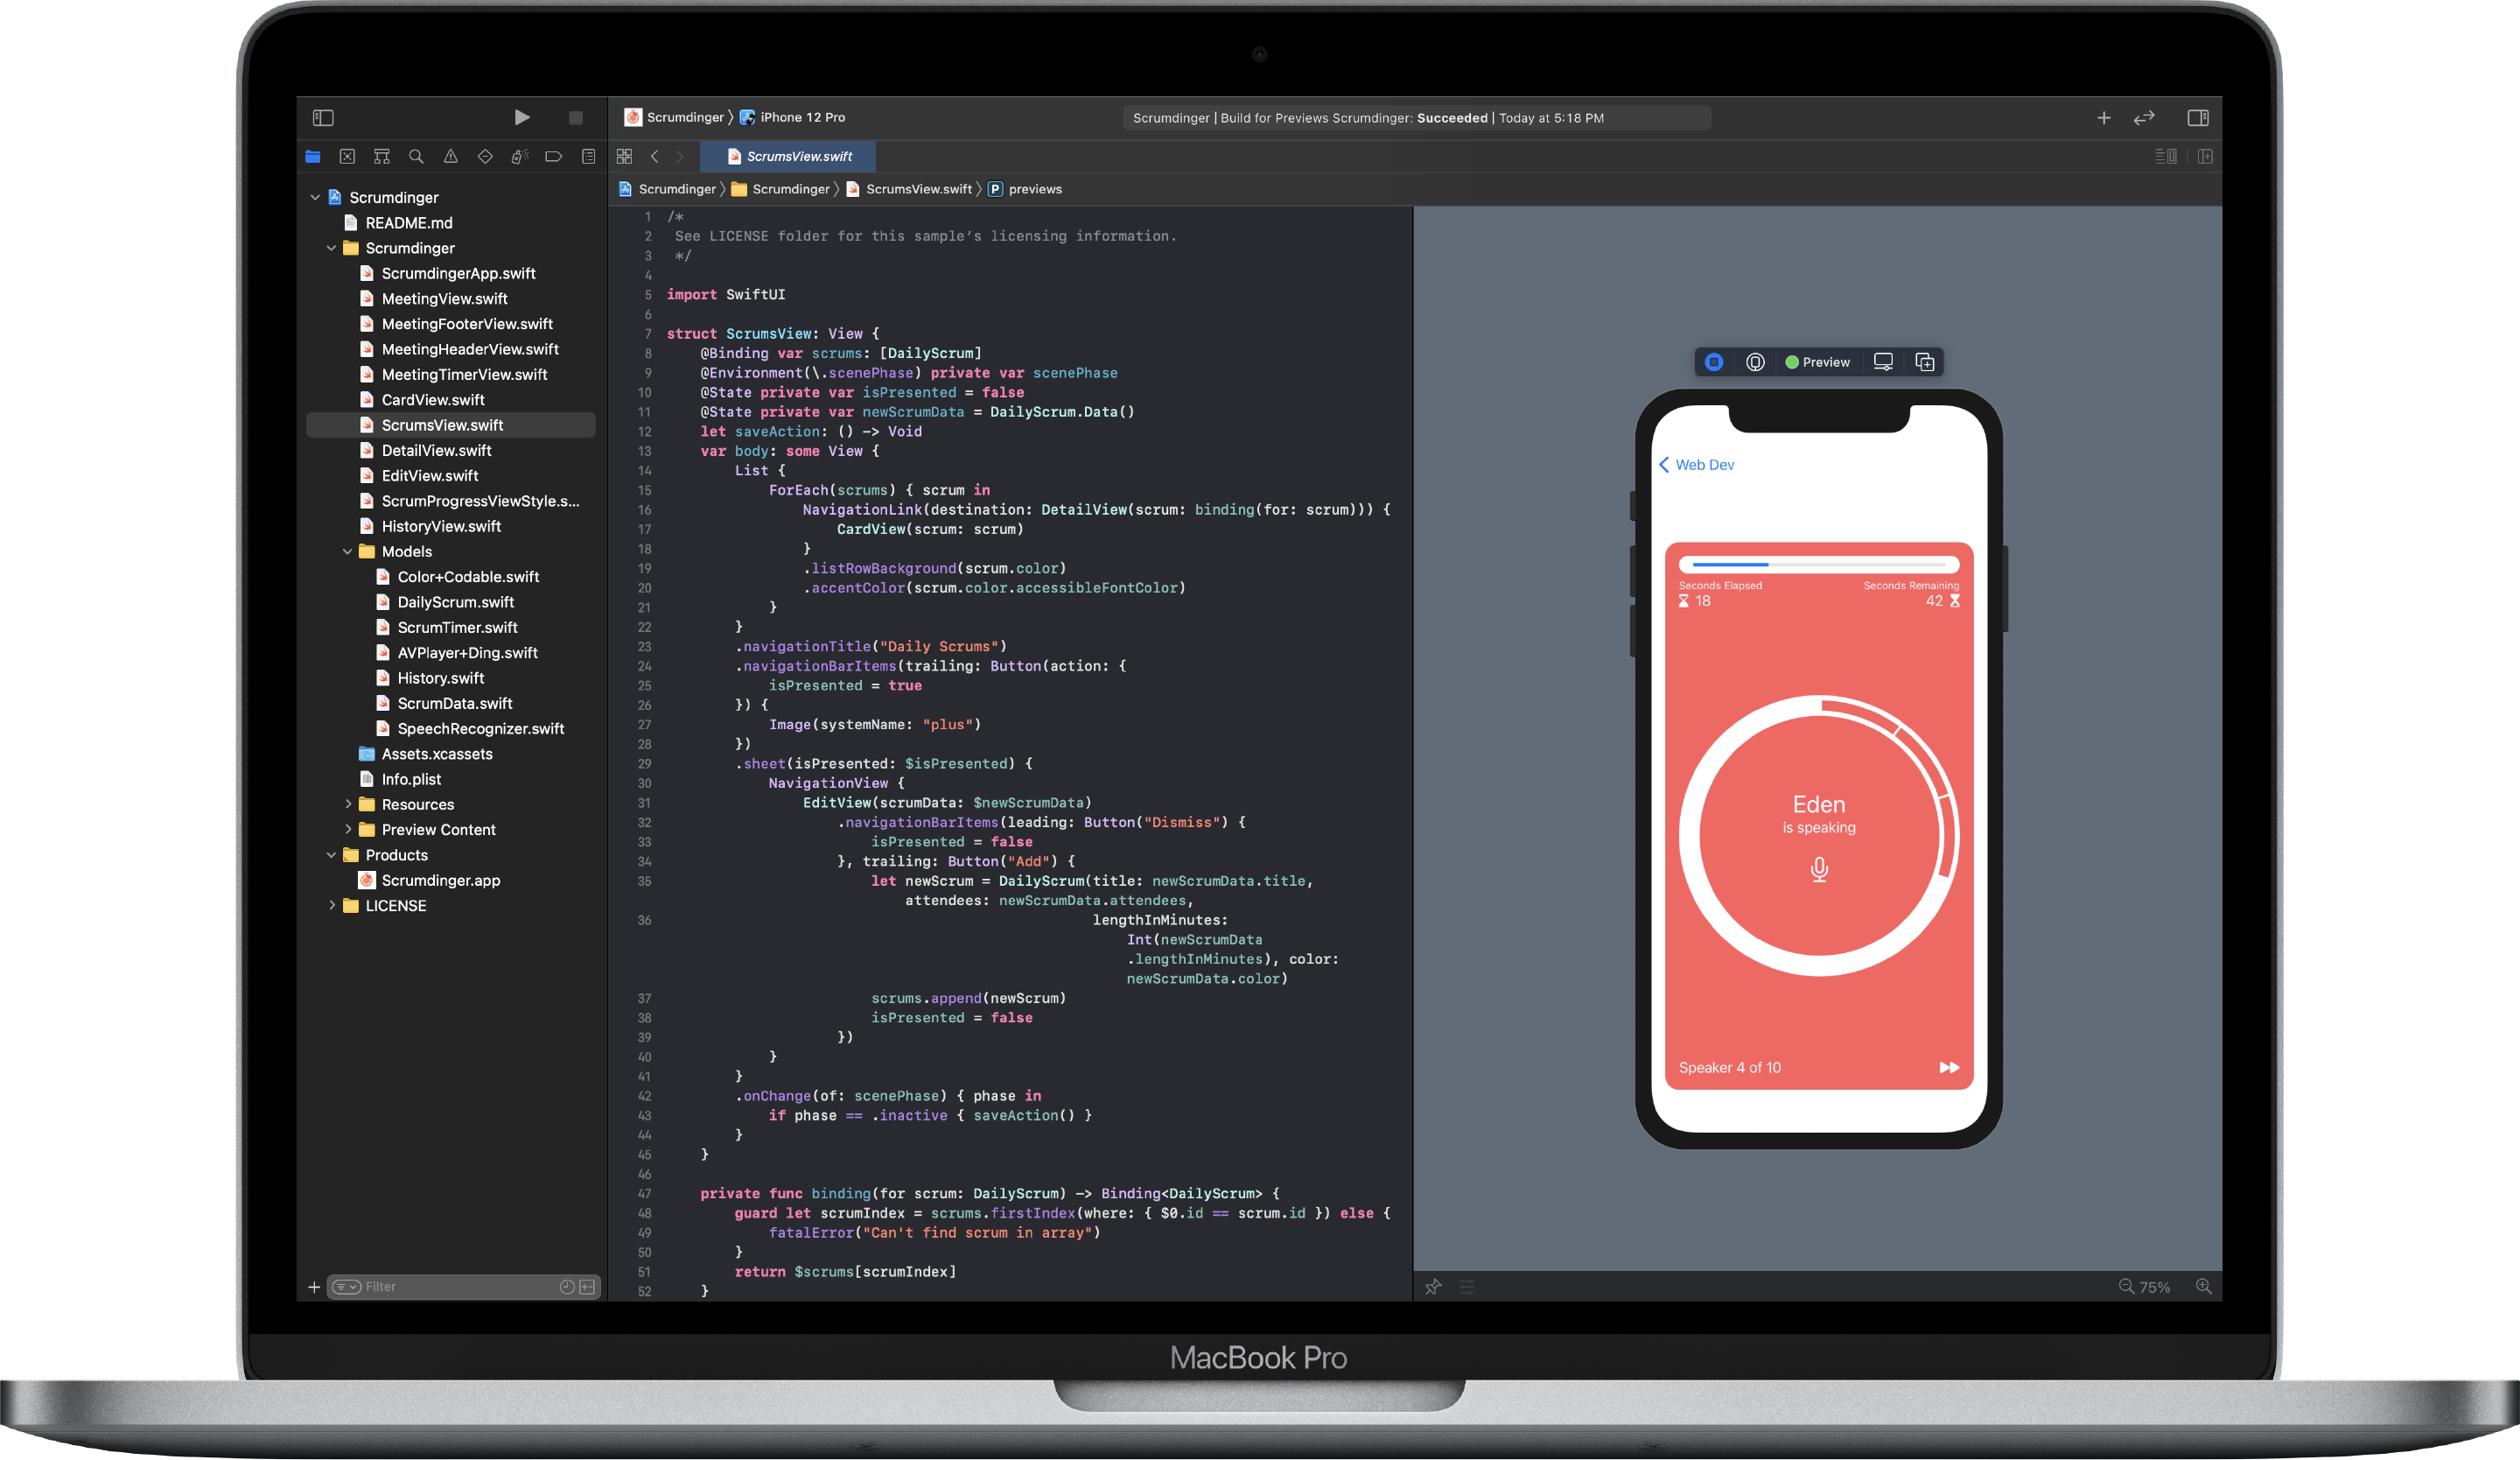 Scrumdinger
iPhone 12 Pro
Scrumdinger | Build for Previews Scrumdinger: Succeeded | Today at 5:18 PM
ScrumsView.swift
Scrumdinger
Scrumdinger
ScrumsView.swift
P previews
Scrumdinger
README.md
Scrumdinger
ScrumdingerApp.swift
MeetingView.swift
MeetingFooterView.swift
MeetingHeaderView.swift
MeetingTimerView.swift
CardView.swift
ScrumsView.swift
DetailView.swift
EditView.swift
ScrumProgressViewStyle.s...
HistoryView.swift
Models
Color+Codable.swift
DailyScrum.swift
ScrumTimer.swift
AVPlayer+Ding.swift
History.swift
ScrumData.swift
SpeechRecognizer.swift
Assets.xcassets
Info.plist
Resources
Preview Content
Products
Scrumdinger.app
LICENSE
Filter
1 /*
2 See LICENSE folder for this sample’s licensing information.
3 */
4
5 import SwiftUI
6
7 struct ScrumsView: View {
8 @Binding var scrums: [DailyScrum]
9 @Environment(\.scenePhase) private var scenePhase
10 @State private var isPresented = false
11 @State private var newScrumData = DailyScrum.Data()
12 let saveAction: () -> Void
13 var body: some View {
14 List {
15 ForEach(scrums) { scrum in
16 NavigationLink(destination: DetailView(scrum: binding(for: scrum))) {
17 CardView(scrum: scrum)
18 }
19 .listRowBackground(scrum.color)
20 .accentColor(scrum.color.accessibleFontColor)
21 }
22 }
23 .navigationTitle("Daily Scrums")
24 .navigationBarItems(trailing: Button(action: {
25 isPresented = true
26 }) {
27 Image(systemName: "plus")
28 })
29 .sheet(isPresented: $isPresented) {
30 NavigationView {
31 EditView(scrumData: $newScrumData)
32 .navigationBarItems(leading: Button("Dismiss") {
33 isPresented = false
34 }, trailing: Button("Add") {
35 let newScrum = DailyScrum(title: newScrumData.title,
attendees: newScrumData.attendees,
36 lengthInMinutes:
Int(newScrumData
.lengthInMinutes), color:
newScrumData.color)
37 scrums.append(newScrum)
38 isPresented = false
39 })
40 }
41 }
42 .onChange(of: scenePhase) { phase in
43 if phase == .inactive { saveAction() }
44 }
45 }
46
47 private func binding(for scrum: DailyScrum) -> Binding<DailyScrum> {
48 guard let scrumIndex = scrums.firstIndex(where: { $0.id == scrum.id }) else {
49 fatalError("Can't find scrum in array")
50 }
51 return $scrums[scrumIndex]
52 }
Preview
Web Dev
Seconds Elapsed
Seconds Remaining
18
42
Eden
is speaking
Speaker 4 of 10
75%
MacBook Pro